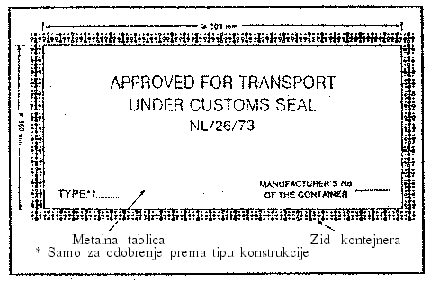 APPROVED FOR TRANSPORT
UNDER CUSTOMS SEAL
NL/26/73
TYPE*)......
MANUFACTURER'S No
OF THE CONTAINER
Metalna tablica
Zid kontejnera
* Samo za odobrenje prema tipu konstrukcije